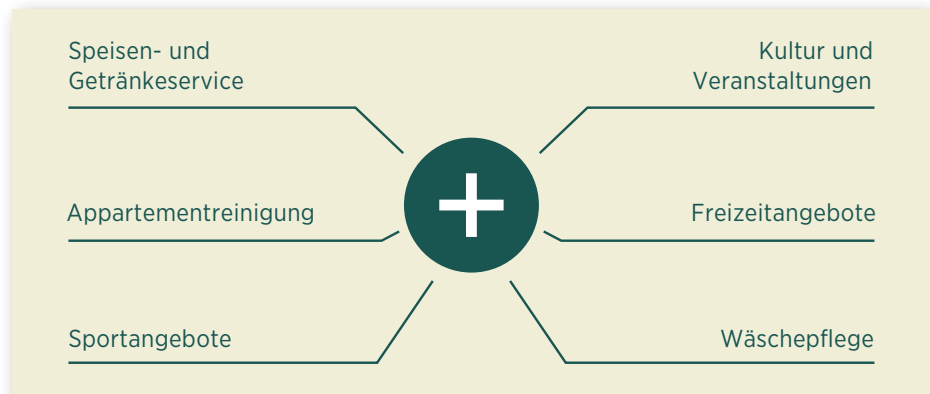 Speisen- und
Getränkeservice
Kultur und
Veranstaltungen
Appartementreinigung
Freizeitangebote
Sportangebote
Wäschepflege